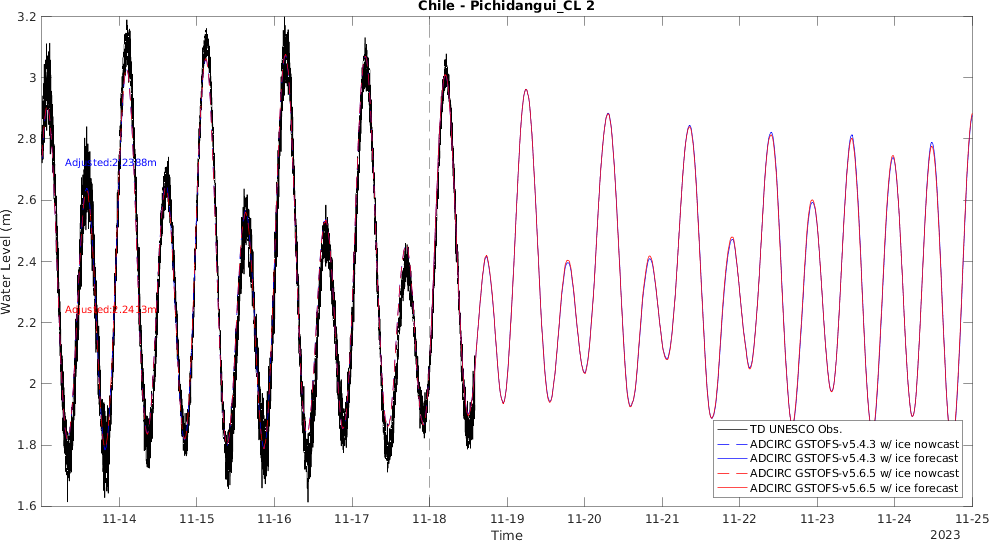 Chile - Pichidangui_CL 2
Water Level (m)
3.2
3
2.8
2.6
2.4
2.2
2
1.8
1.6
Adjusted:2.2388m
Adjusted:2.2413m
TD UNESCO Obs.
ADCIRC GSTOFS-v5.4.3 w/ ice nowcast
ADCIRC GSTOFS-v5.4.3 w/ ice forecast
ADCIRC GSTOFS-v5.6.5 w/ ice nowcast
ADCIRC GSTOFS-v5.6.5 w/ ice forecast
11-14 11-15 11-16 11-17 11-18 11-19 11-20 11-21 11-22 11-23 11-24 11-25
Time
2023